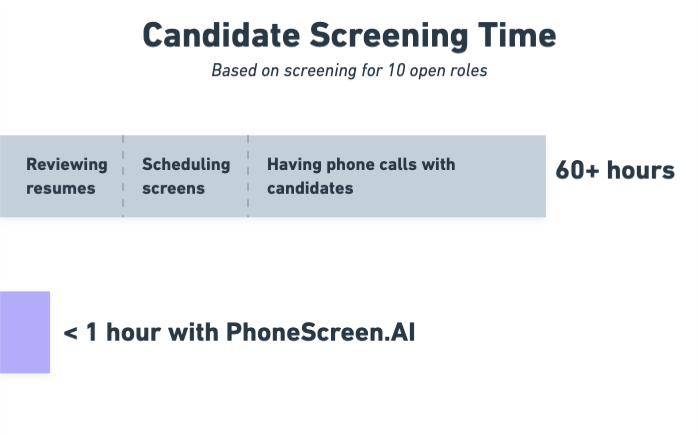 Candidate Screening Time
Based on screening for 10 open roles
Reviewing
resumes
Scheduling
screens
Having phone calls with
candidates
60+ hours
< 1 hour with PhoneScreen.AI